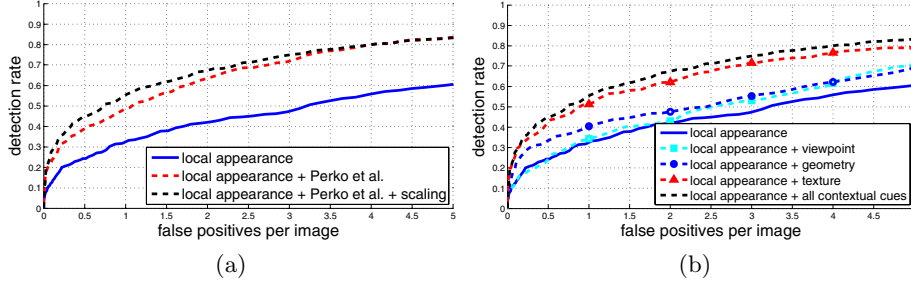 1
0.9
0.8
0.7
0.6
0.5
0.4
0.3
0.2
0.1
0
detection rate
0.5 1 1.5 2 2.5 3 3.5 4 4.5 5
false positives per image
local appearance
local appearance + Perko et al.
local appearance + Perko et al. + scaling
(a)
1
0.9
0.8
0.7
0.6
0.5
0.4
0.3
0.2
0.1
0
detection rate
0.5 1 1.5 2 2.5 3 3.5 4 4.5
false positives per image
local appearance
local appearance + viewpoint
local appearance + geometry
local appearance + texture
local appearance + all contextual cues
(b)